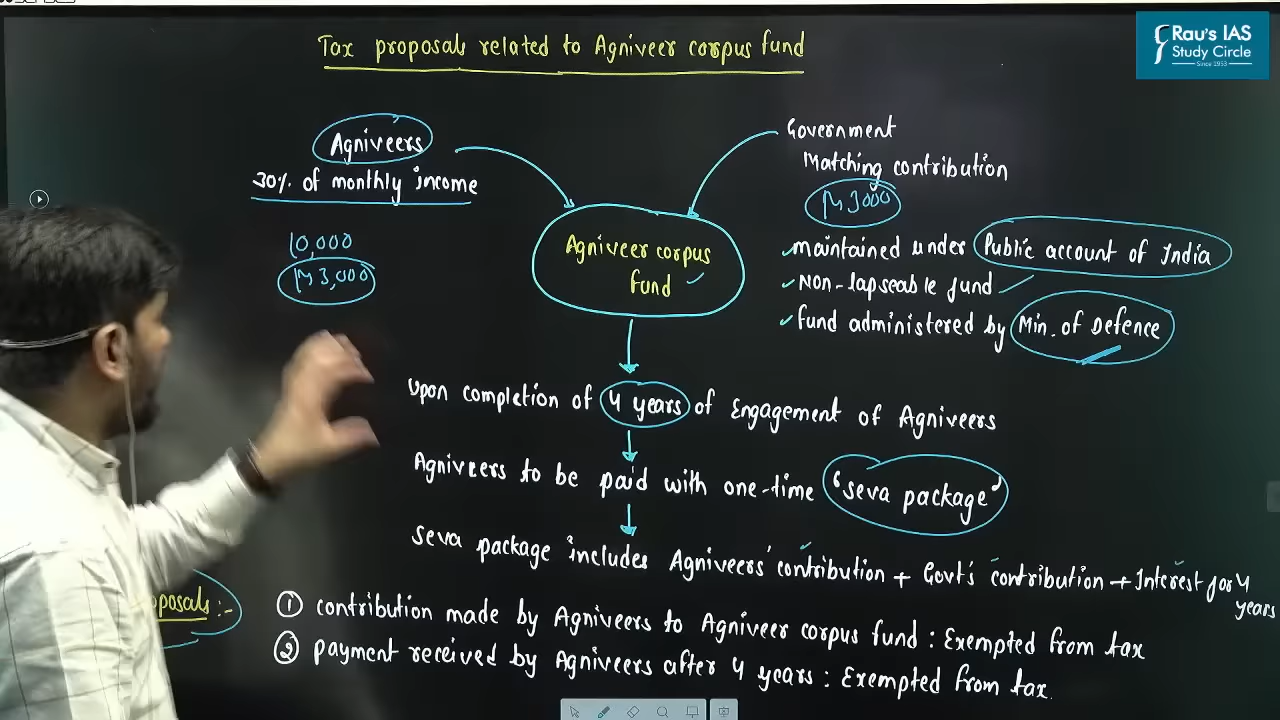 Tax proposals related to Agniveer corpus fund
Rau's IAS
Study Circle
Since 1953
Agniveers
30% of monthly income
10,000
₹3,000
Government
Matching contribution
₹3000
Agniveer corpus
fund
maintained under Public account of India
Non-lapseable fund
Fund administered by Min. of Defence
Upon completion of 4 years of Engagement of Agniveers
Agniveers to be paid with one-time 'seva package'
Seva package includes Agniveers' contribution + Govt's contribution + Interest for 4
years
proposals:-
① contribution made by Agniveers to Agniveer corpus fund : Exempted from tax
② payment received by Agniveers after 4 years : Exempted from tax.